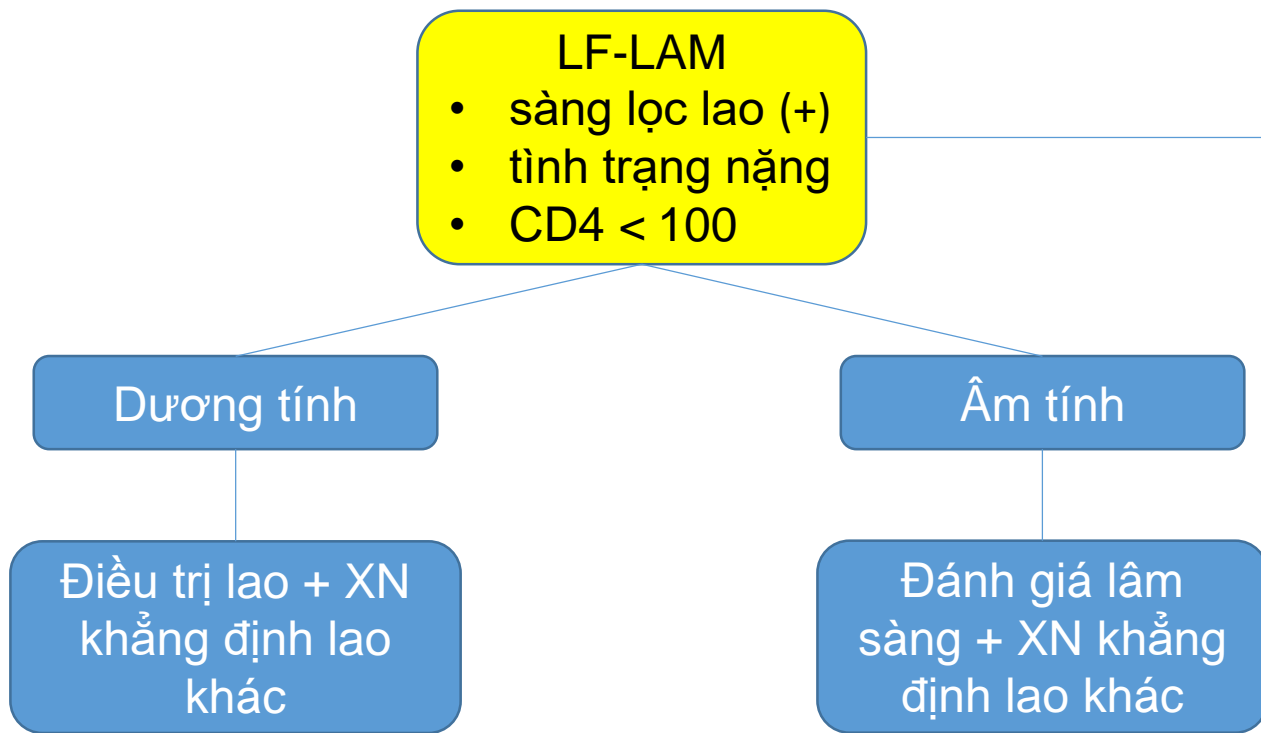 LF-LAM
• sàng lọc lao (+)
• tình trạng nặng
• CD4 < 100
Dương tính
Âm tính
Điều trị lao + XN
khẳng định lao
khác
Đánh giá lâm
sàng + XN khẳng
định lao khác